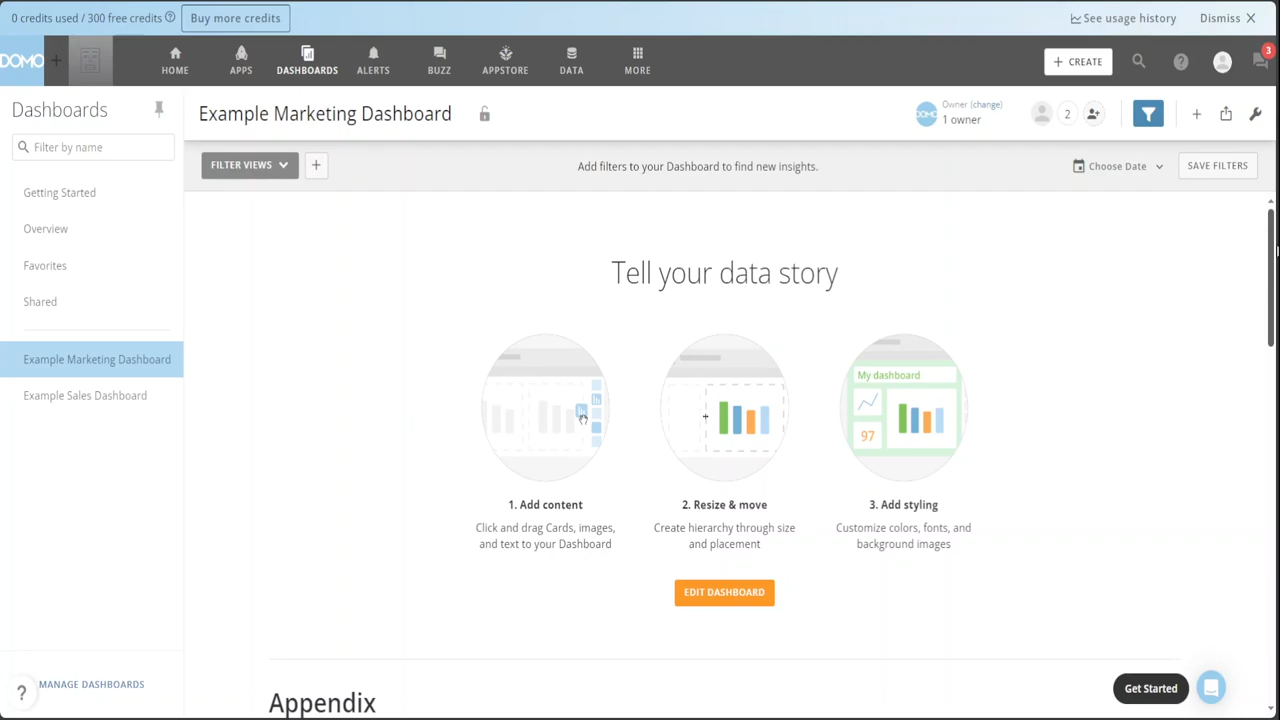 0 credits used / 300 free credits ?
Buy more credits
See usage history
Dismiss X
DOMO
+
HOME
APPS
DASHBOARDS
ALERTS
BUZZ
APPSTORE
DATA
MORE
+ CREATE
?
3
Dashboards
Filter by name
Getting Started
Overview
Favorites
Shared
Example Marketing Dashboard
Example Sales Dashboard
MANAGE DASHBOARDS
?
Example Marketing Dashboard
DOMO
Owner (change)
1 owner
2
+
FILTER VIEWS
+
Add filters to your Dashboard to find new insights.
Choose Date
SAVE FILTERS
Tell your data story
My dashboard
97
1. Add content
Click and drag Cards, images,
and text to your Dashboard
2. Resize & move
Create hierarchy through size
and placement
3. Add styling
Customize colors, fonts, and
background images
EDIT DASHBOARD
Appendix
Get Started